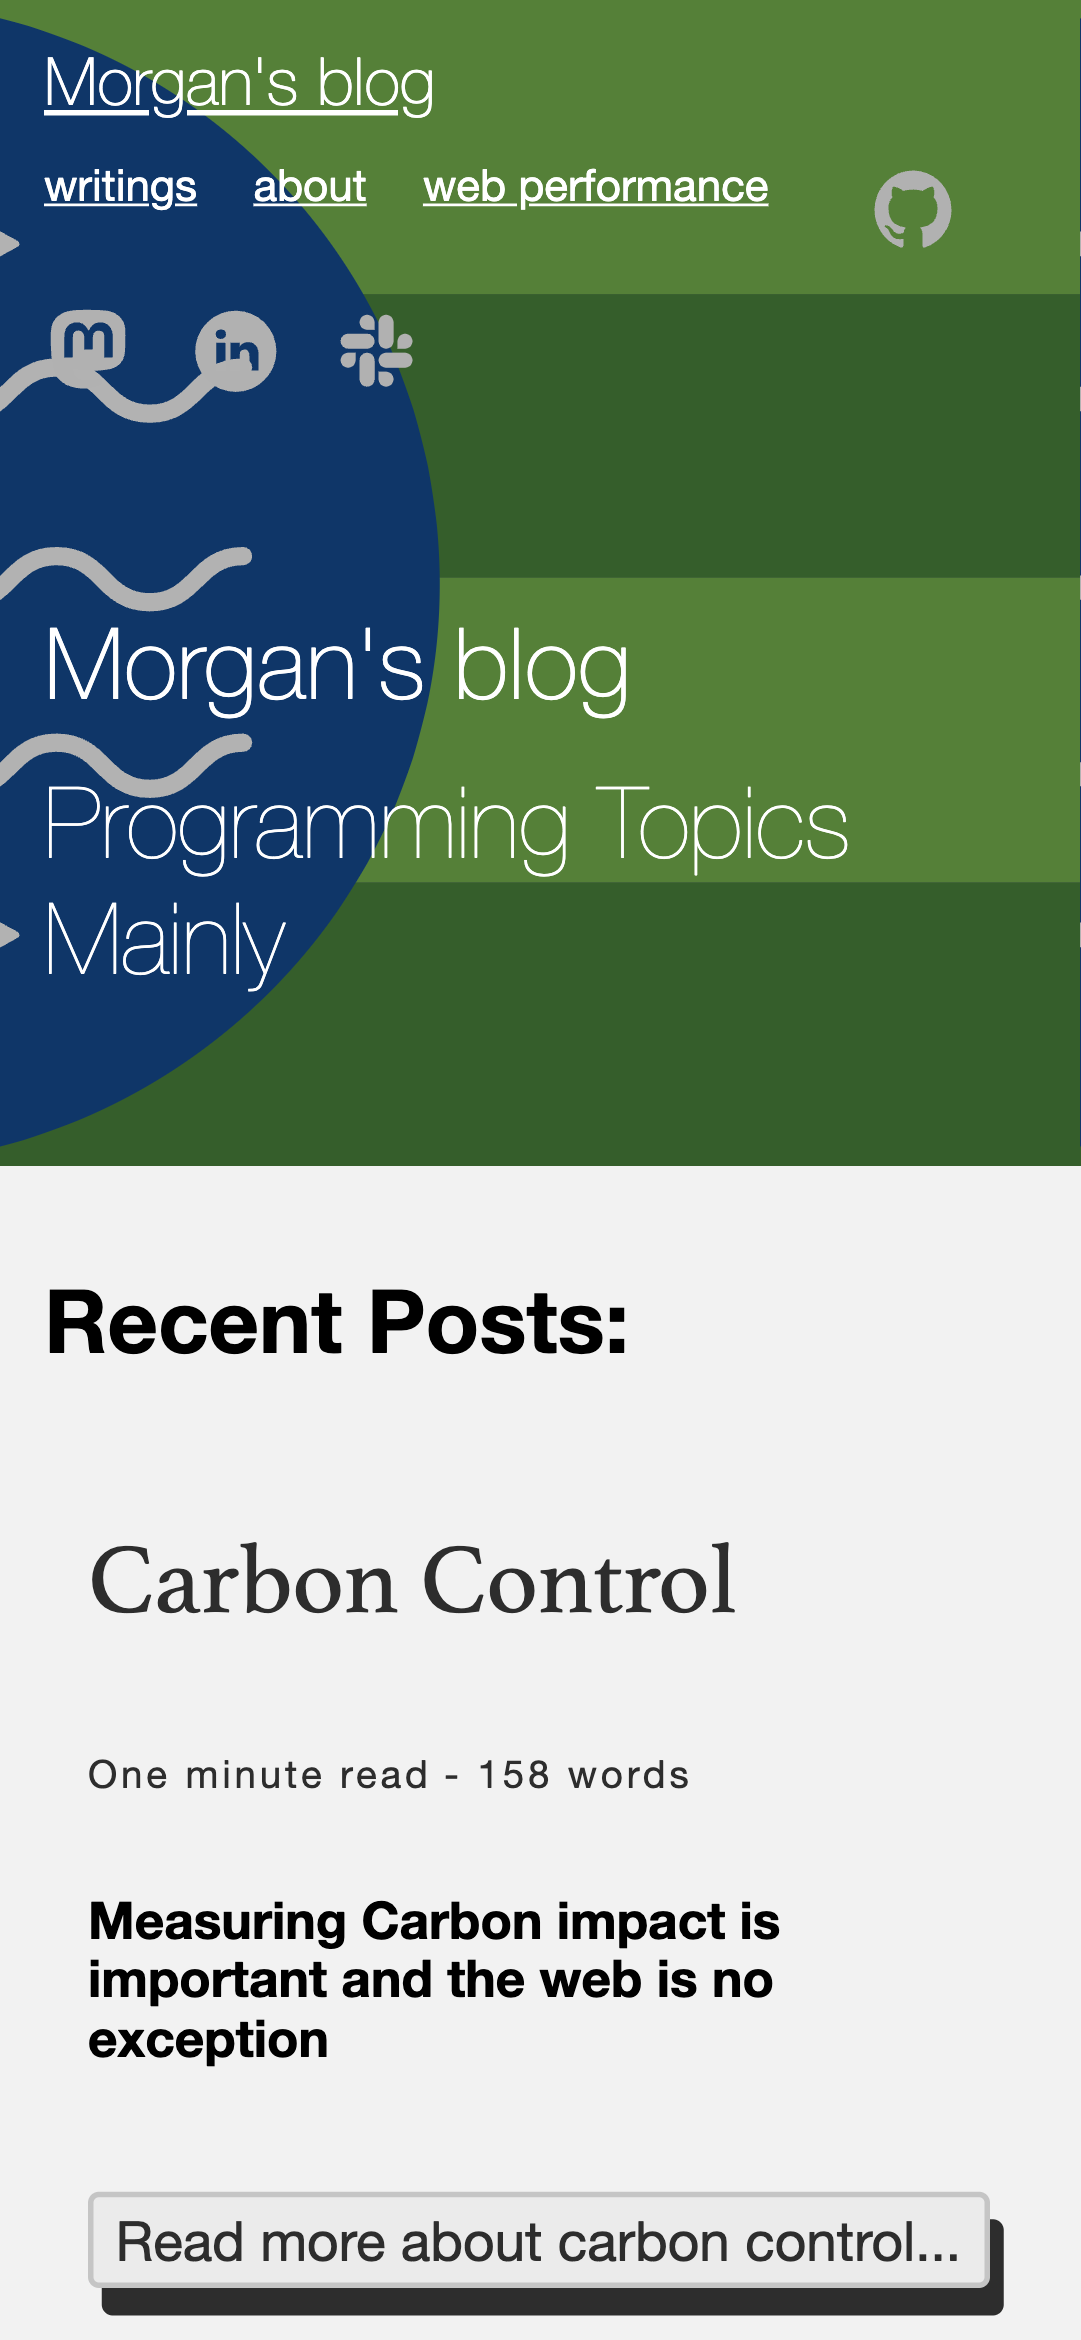 Morgan's blog
writings about web performance
m in
Morgan's blog
Programming Topics
Mainly
Recent Posts:
Carbon Control
One minute read - 158 words
Measuring Carbon impact is
important and the web is no
exception
Read more about carbon control...